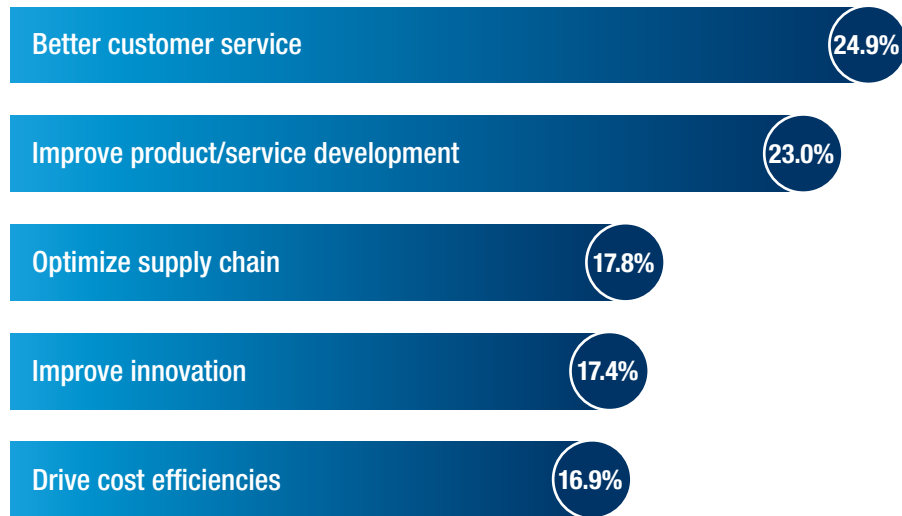 Better customer service 24.9%
Improve product/service development 23.0%
Optimize supply chain 17.8%
Improve innovation 17.4%
Drive cost efficiencies 16.9%